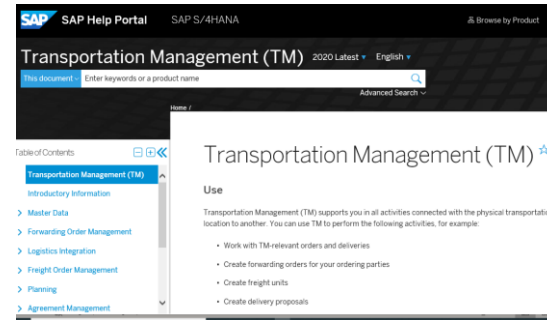 SAP SAP Help Portal SAP S/4HANA Browse by Product
Transportation Management (TM) 2020 Latest English
This document Enter keywords or a product name
Advanced Search
Home /
Table of Contents
Transportation Management (TM)
Introductory Information
Master Data
Forwarding Order Management
Logistics Integration
Freight Order Management
Planning
Agreement Management
Transportation Management (TM)
Use
Transportation Management (TM) supports you in all activities connected with the physical transportati
location to another. You can use TM to perform the following activities, for example:
• Work with TM-relevant orders and deliveries
• Create forwarding orders for your ordering parties
• Create freight units
• Create delivery proposals